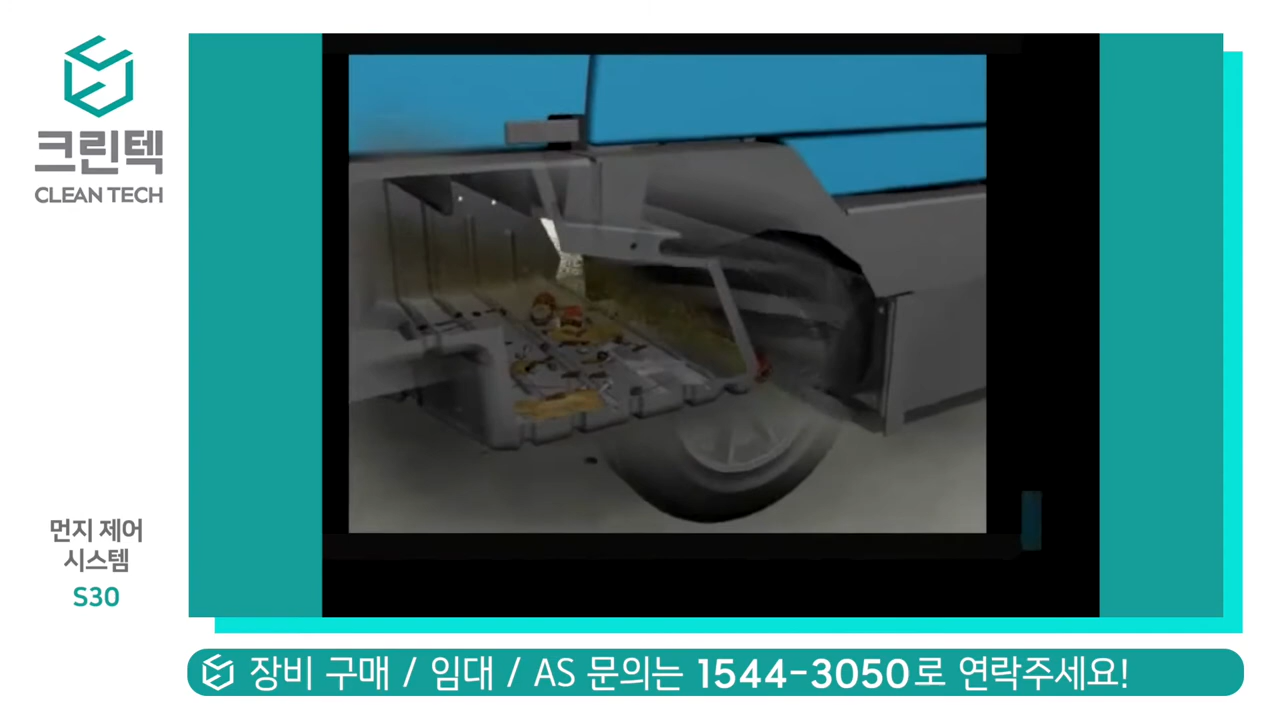 크린텍
CLEAN TECH
먼지 제어
시스템
S30
장비 구매 / 임대 / AS 문의는 1544-3050로 연락주세요!